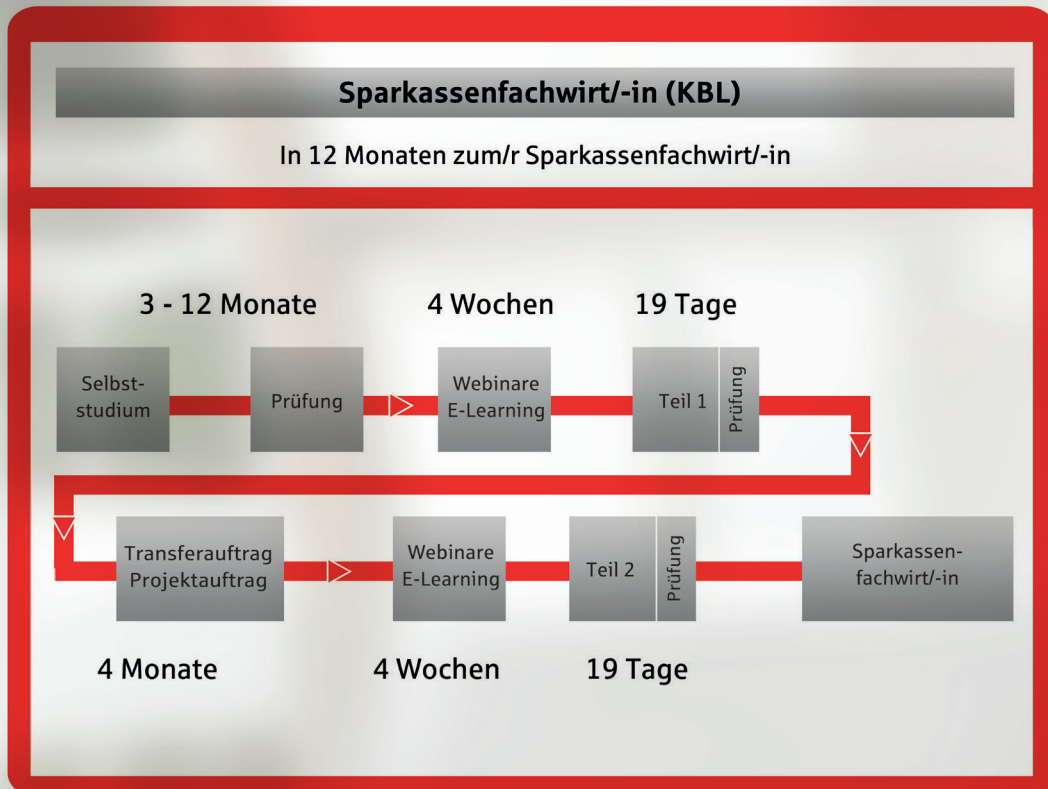 Sparkassenfachwirt/-in (KBL)
In 12 Monaten zum/r Sparkassenfachwirt/-in
3 - 12 Monate
4 Wochen
19 Tage
Selbst-
studium
Prüfung
Webinare
E-Learning
Teil 1
Prüfung
Transferauftrag
Projektauftrag
Webinare
E-Learning
Teil 2
Prüfung
Sparkassen-
fachwirt/-in
4 Monate
4 Wochen
19 Tage